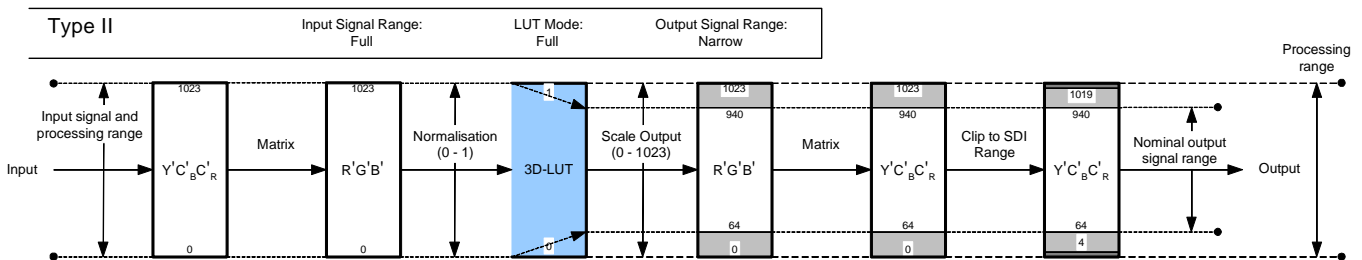 Type II
Input Signal Range:
Full
LUT Mode:
Full
Output Signal Range:
Narrow
Processing
range
Input
Input signal and
processing range
1023
Y'C'BC'R
0
Matrix
1023
R'G'B'
0
Normalisation
(0 - 1)
1
3D-LUT
0
Scale Output
(0 - 1023)
1023
940
R'G'B'
64
0
Matrix
1023
940
Y'C'BC'R
64
0
Clip to SDI
Range
1019
940
Y'C'BC'R
64
4
Nominal output
signal range
Output